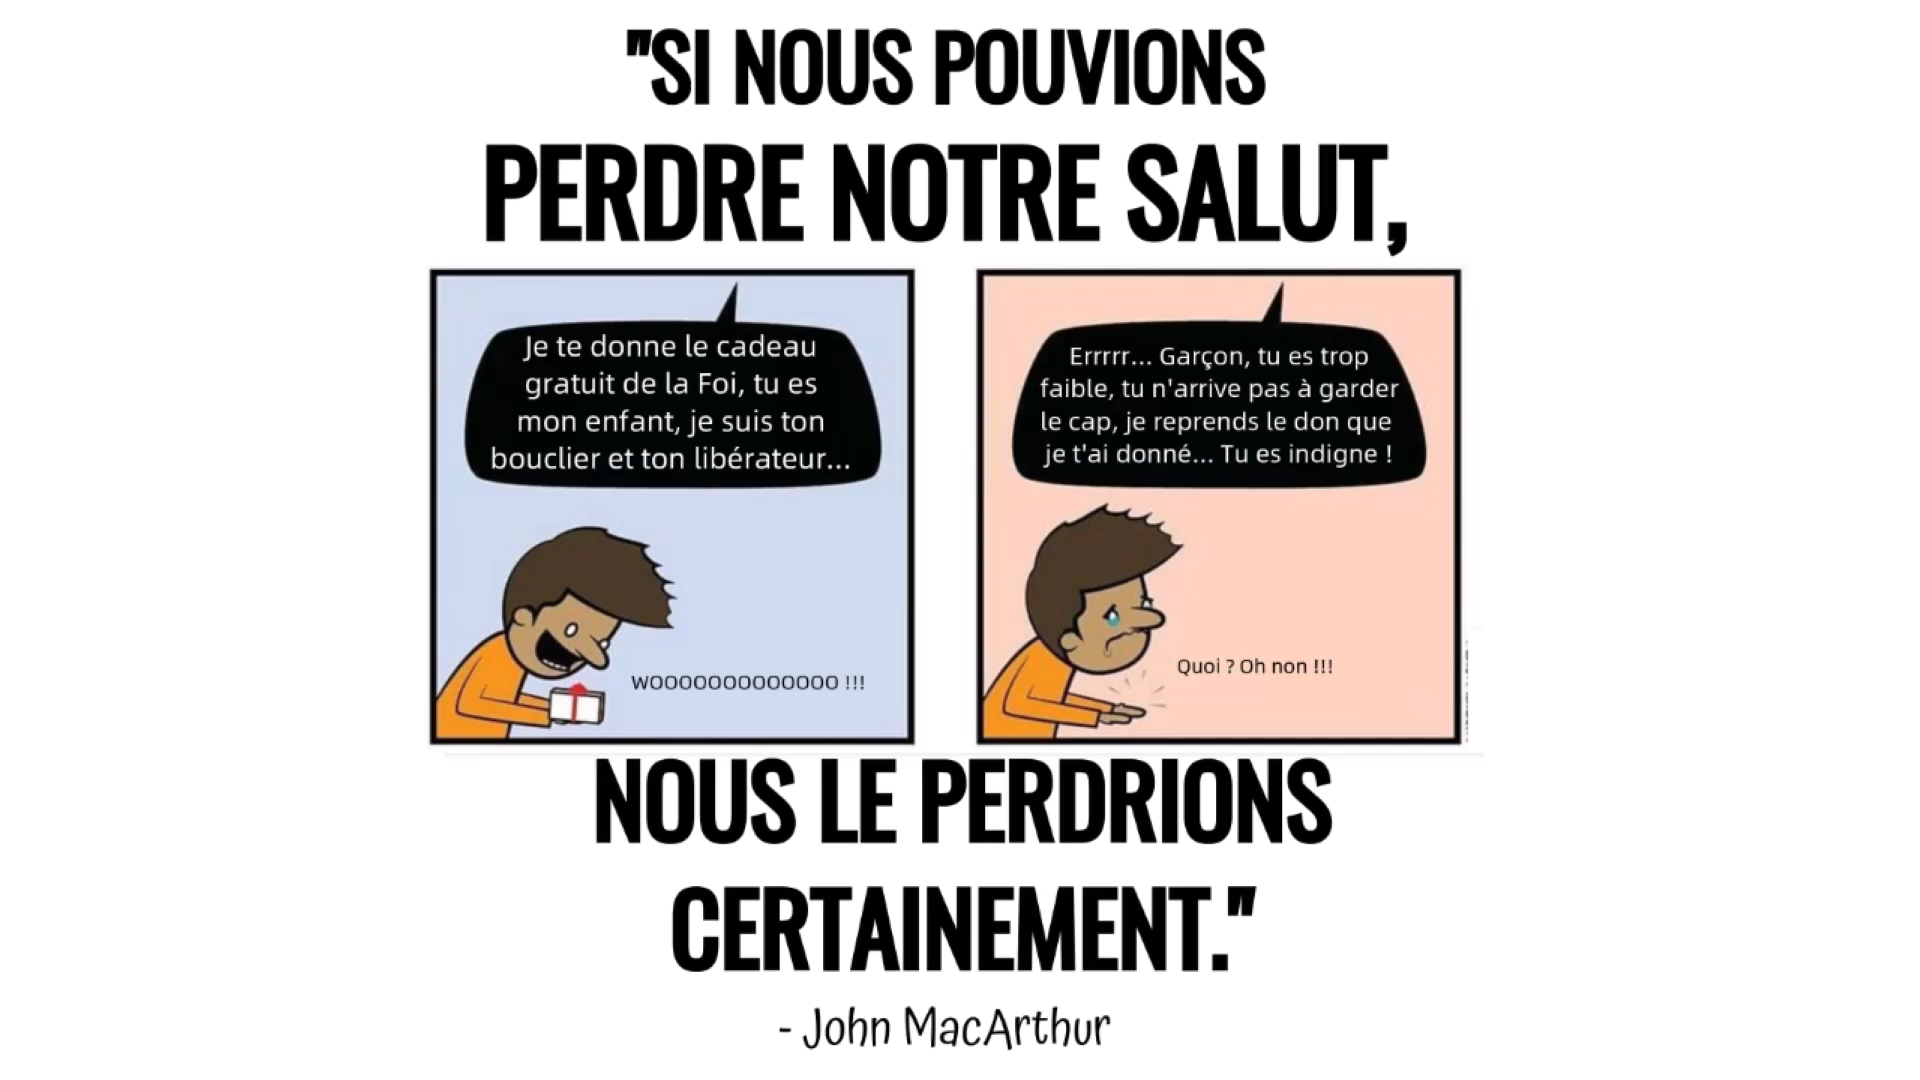 "SI NOUS POUVIONS
PERDRE NOTRE SALUT,
Je te donne le cadeau
gratuit de la Foi, tu es
mon enfant, je suis ton
bouclier et ton libérateur...
WOOOOOOOOOOOOO !!!
Errrrr... Garçon, tu es trop
faible, tu n'arrive pas à garder
le cap, je reprends le don que
je t'ai donné... Tu es indigne !
Quoi ? Oh non !!!
NOUS LE PERDRIONS
CERTAINEMENT."
- John MacArthur